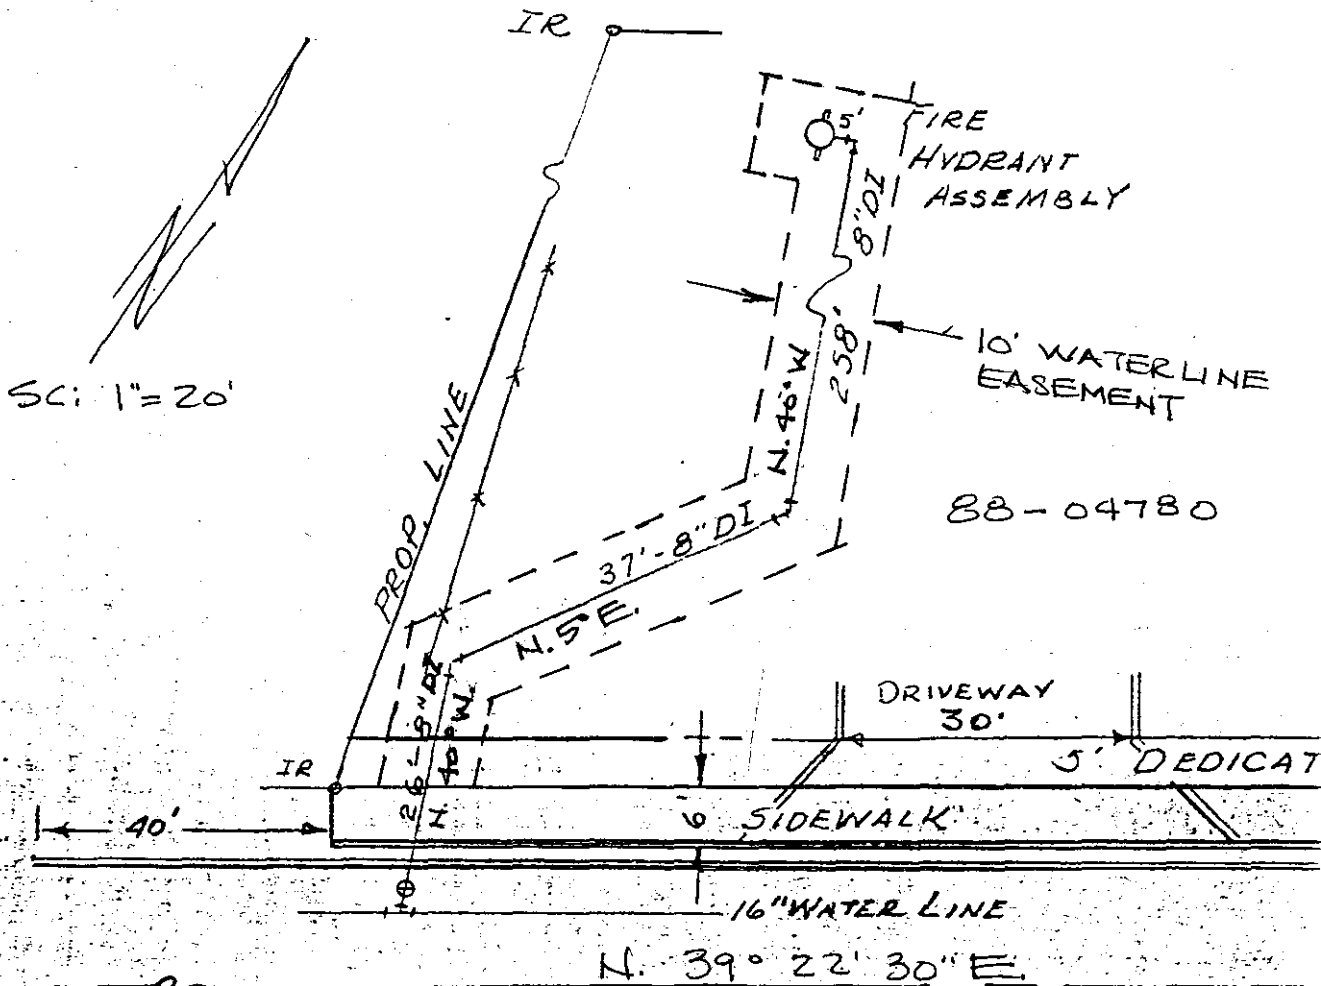 IR
5'
FIRE
HYDRANT
ASSEMBLY
8"DI
258'
N. 40° W.
10' WATERLINE
EASEMENT
SC: 1"= 20'
PROP. LINE
88-04780
37'-8" DI
N. 5° E.
26'-8" DI
N. 40° W.
DRIVEWAY
30'
IR
5' DEDICAT
40'
6'
SIDEWALK
16" WATER LINE
N. 39° 22' 30" E.